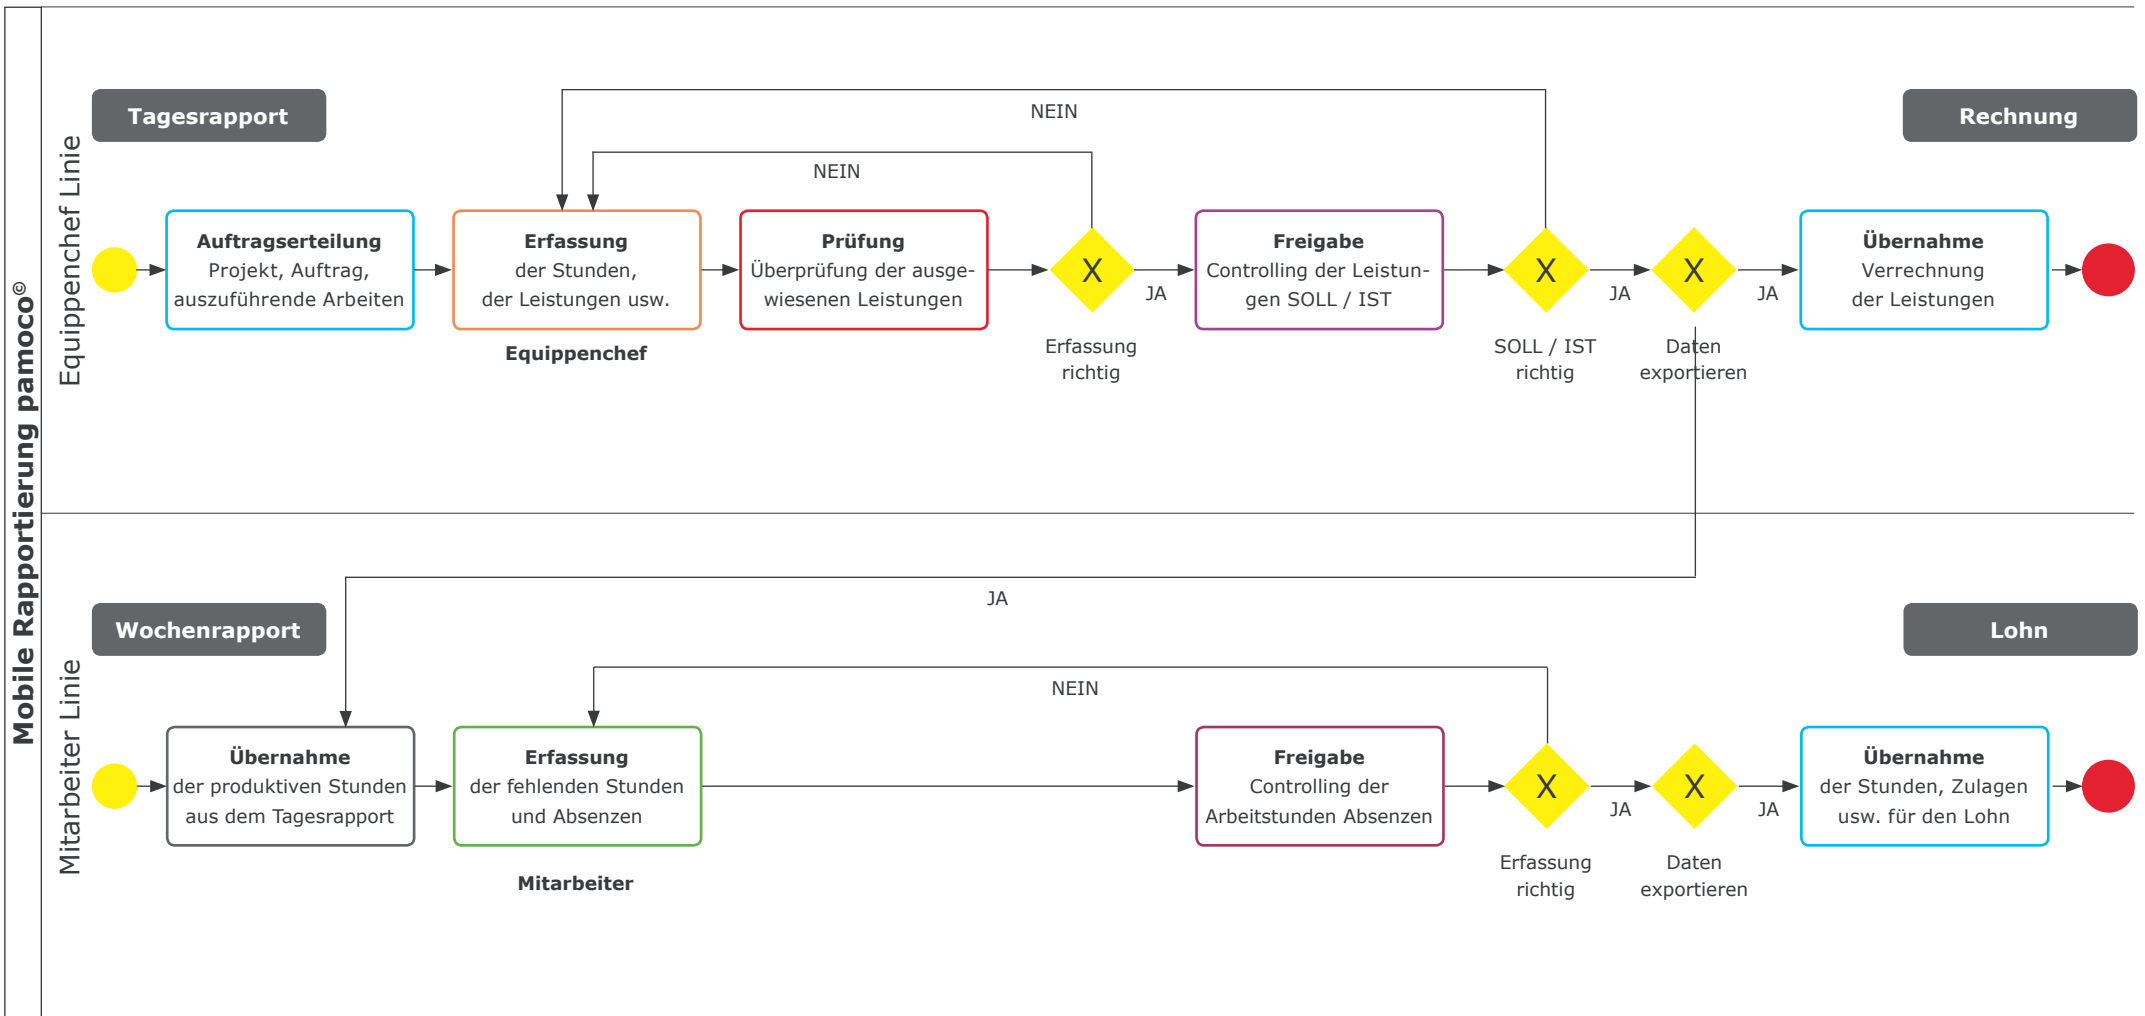 Mobile Rapportierung pamoco©
Equippenchef Linie
Tagesrapport
Rechnung
NEIN
NEIN
Auftragserteilung
Projekt, Auftrag,
auszuführende Arbeiten
Erfassung
der Stunden,
der Leistungen usw.
Equippenchef
Prüfung
Überprüfung der ausge-
wiesenen Leistungen
X
Erfassung
richtig
JA
Freigabe
Controlling der Leistun-
gen SOLL / IST
X
SOLL / IST
richtig
JA
X
Daten
exportieren
JA
Übernahme
Verrechnung
der Leistungen
Mitarbeiter Linie
JA
Wochenrapport
Lohn
NEIN
Übernahme
der produktiven Stunden
aus dem Tagesrapport
Erfassung
der fehlenden Stunden
und Absenzen
Mitarbeiter
Freigabe
Controlling der
Arbeitstunden Absenzen
X
Erfassung
richtig
JA
X
Daten
exportieren
JA
Übernahme
der Stunden, Zulagen
usw. für den Lohn